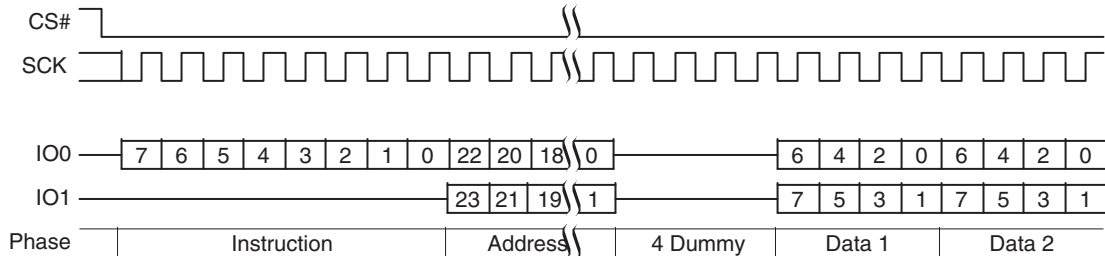 CS#
SCK
IO0 7 6 5 4 3 2 1 0 22 20 18 0 6 4 2 0 6 4 2 0
IO1 23 21 19 1 7 5 3 1 7 5 3 1
Phase Instruction Address 4 Dummy Data 1 Data 2